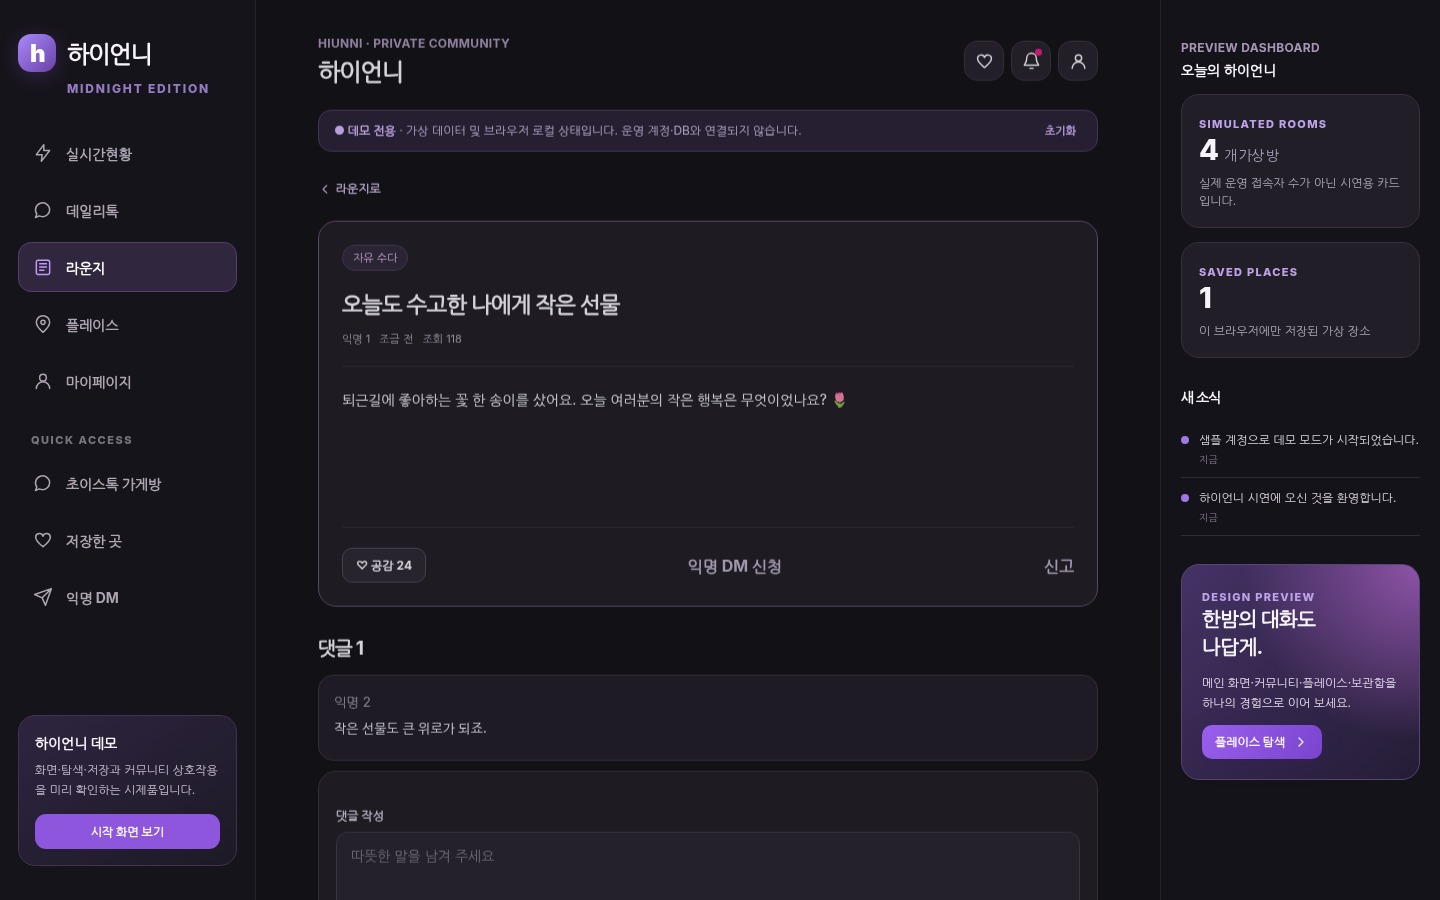 h 하이언니
MIDNIGHT EDITION
실시간현황
데일리톡
라운지
플레이스
마이페이지
QUICK ACCESS
초이스톡 가게방
저장한 곳
익명 DM
하이언니 데모
화면·탐색·저장과 커뮤니티 상호작용
을 미리 확인하는 시제품입니다.
시작 화면 보기
HIUNNI · PRIVATE COMMUNITY
하이언니
데모 전용 · 가상 데이터 및 브라우저 로컬 상태입니다. 운영 계정·DB와 연결되지 않습니다.
초기화
라운지로
자유 수다
오늘도 수고한 나에게 작은 선물
익명 1 조금 전 조회 118
퇴근길에 좋아하는 꽃 한 송이를 샀어요. 오늘 여러분의 작은 행복은 무엇이었나요? 🌷
♡ 공감 24
익명 DM 신청
신고
댓글 1
익명 2
작은 선물도 큰 위로가 되죠.
댓글 작성
따뜻한 말을 남겨 주세요
PREVIEW DASHBOARD
오늘의 하이언니
SIMULATED ROOMS
4 개가상방
실제 운영 접속자 수가 아닌 시연용 카드
입니다.
SAVED PLACES
1
이 브라우저에만 저장된 가상 장소
새소식
샘플 계정으로 데모 모드가 시작되었습니다.
지금
하이언니 시연에 오신 것을 환영합니다.
지금
DESIGN PREVIEW
한밤의 대화도
나답게.
메인 화면·커뮤니티·플레이스·보관함을
하나의 경험으로 이어 보세요.
플레이스 탐색